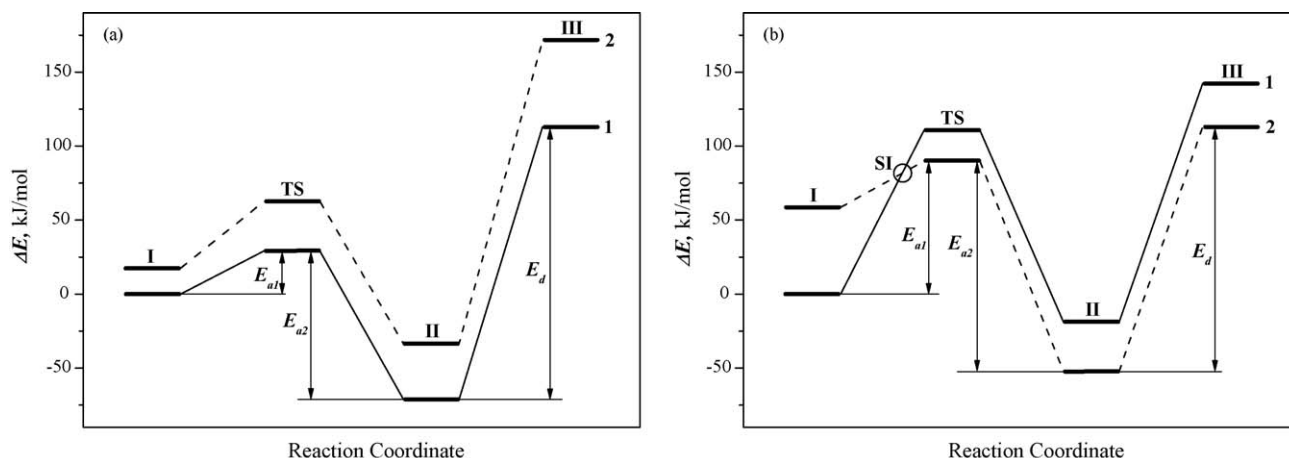 (a)
III
2
150
1
100
TS
ΔE, kJ/mol
50
I
E_a1
E_d
0
E_a2
II
-50
Reaction Coordinate
(b)
III
150
1
TS
2
100
SI
ΔE, kJ/mol
I
50
E_a1
E_a2
E_d
0
II
-50
Reaction Coordinate